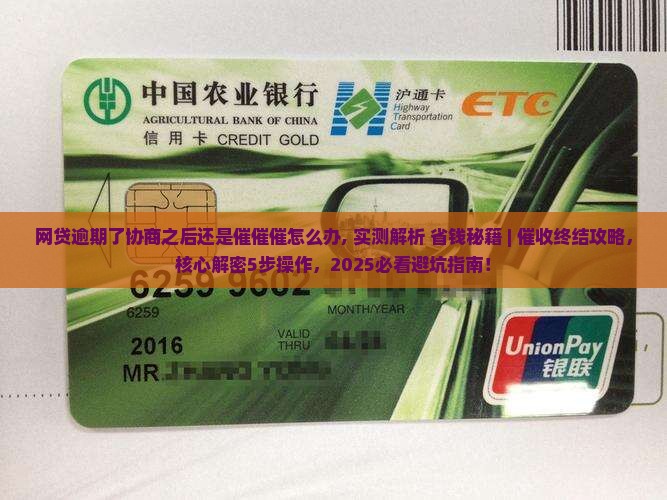 中国农业银行
AGRICULTURAL BANK OF CHINA
信用卡 CREDIT GOLD
沪通卡
Highway
Transportation
Card
ETC
网贷逾期了协商之后还是催催催怎么办, 实测解析 省钱秘籍 | 催收终结攻略，
核心解密5步操作，2025必看避坑指南！
6259 9682
6259
MONTH/YEAR
VALID
THRU
2016
MR.
UnionPay
银联